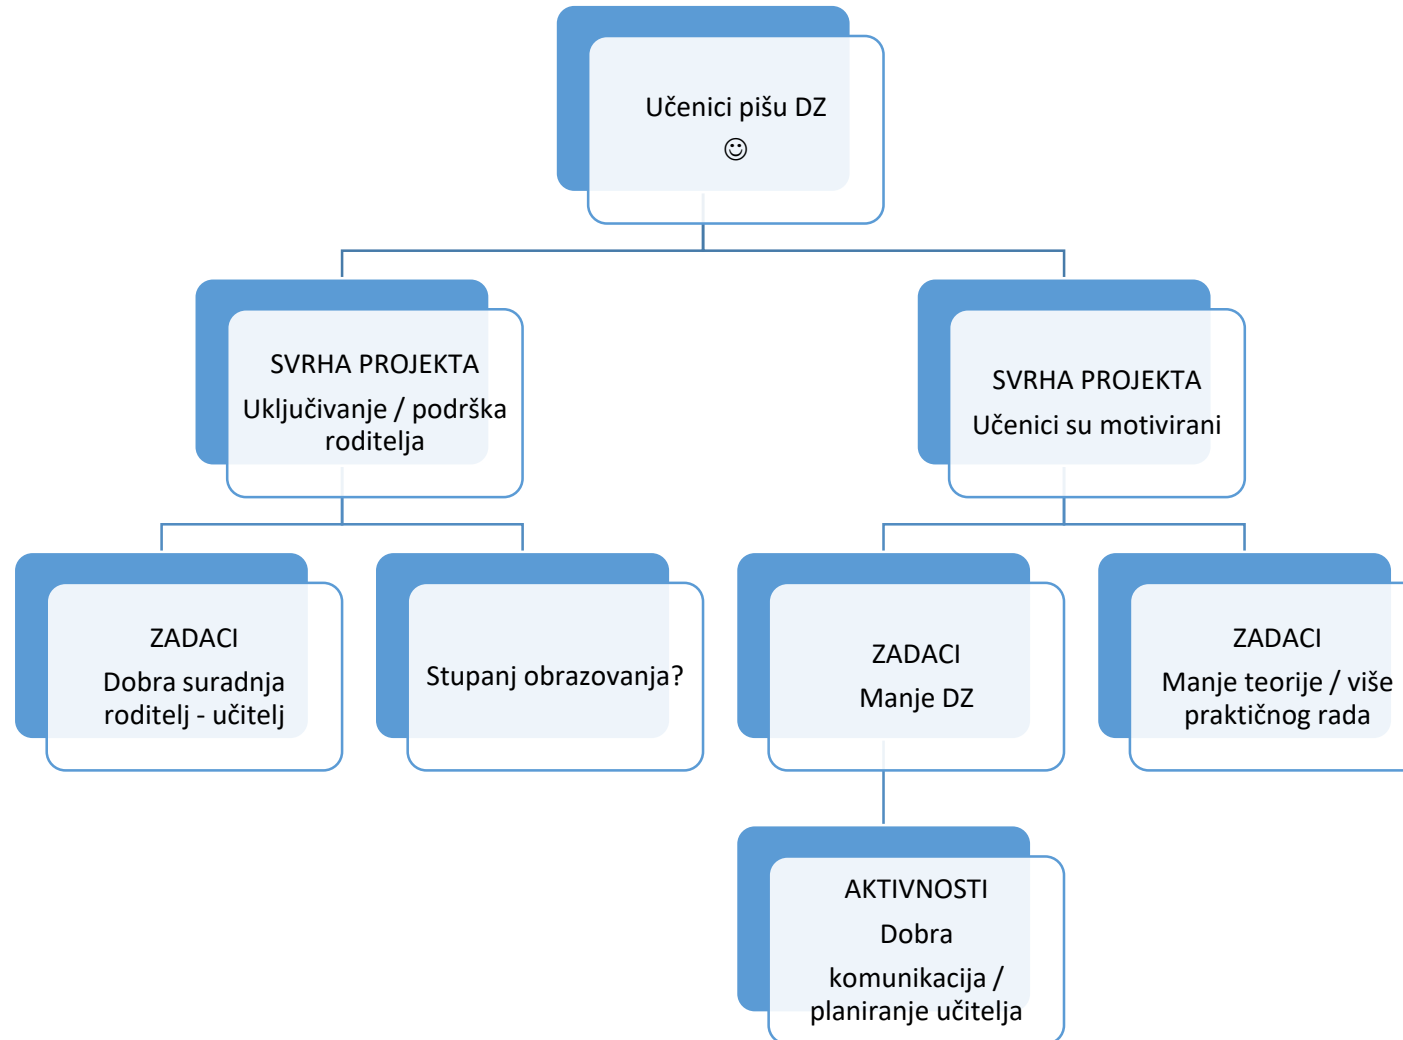 Učenici pišu DZ
☺
SVRHA PROJEKTA
Uključivanje / podrška
roditelja
SVRHA PROJEKTA
Učenici su motivirani
ZADACI
Dobra suradnja
roditelj - učitelj
Stupanj obrazovanja?
ZADACI
Manje DZ
ZADACI
Manje teorije / više
praktičnog rada
AKTIVNOSTI
Dobra
komunikacija /
planiranje učitelja